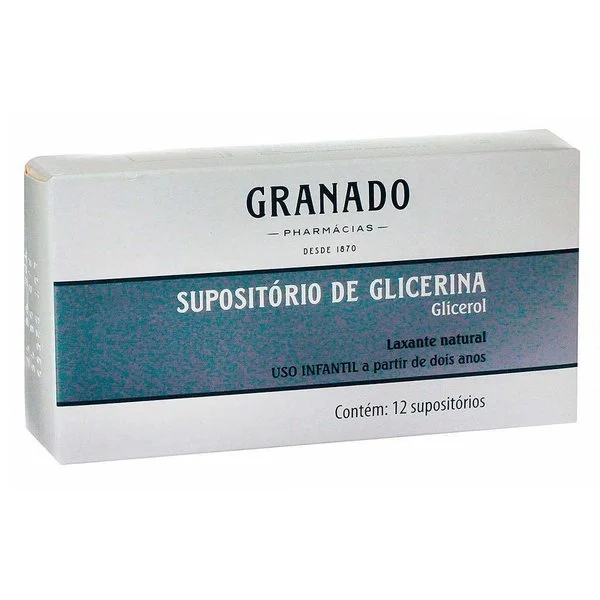 GRANADO
PHARMÁCIAS
DESDE 1870
SUPOSITÓRIO DE GLICERINA
Glicerol
Laxante natural
USO INFANTIL a partir de dois anos
Contém: 12 supositórios